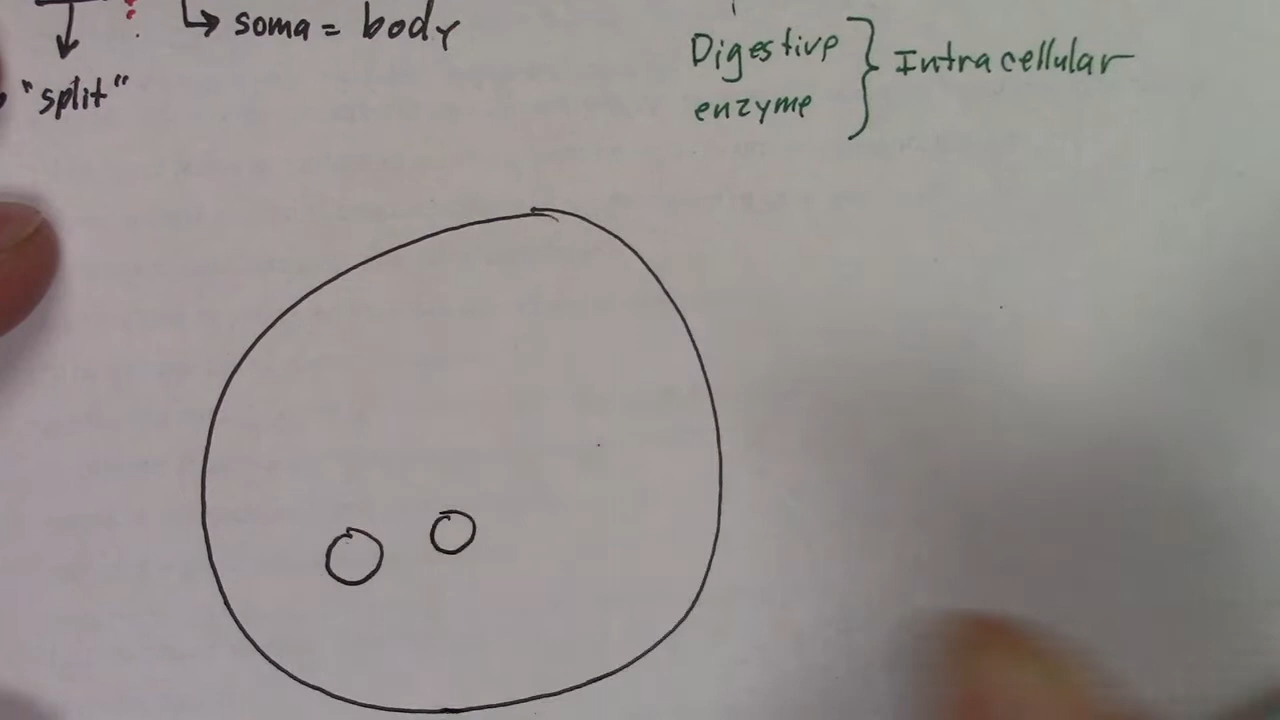 ↳ soma = body
"split"
Digestive
enzyme
Intracellular